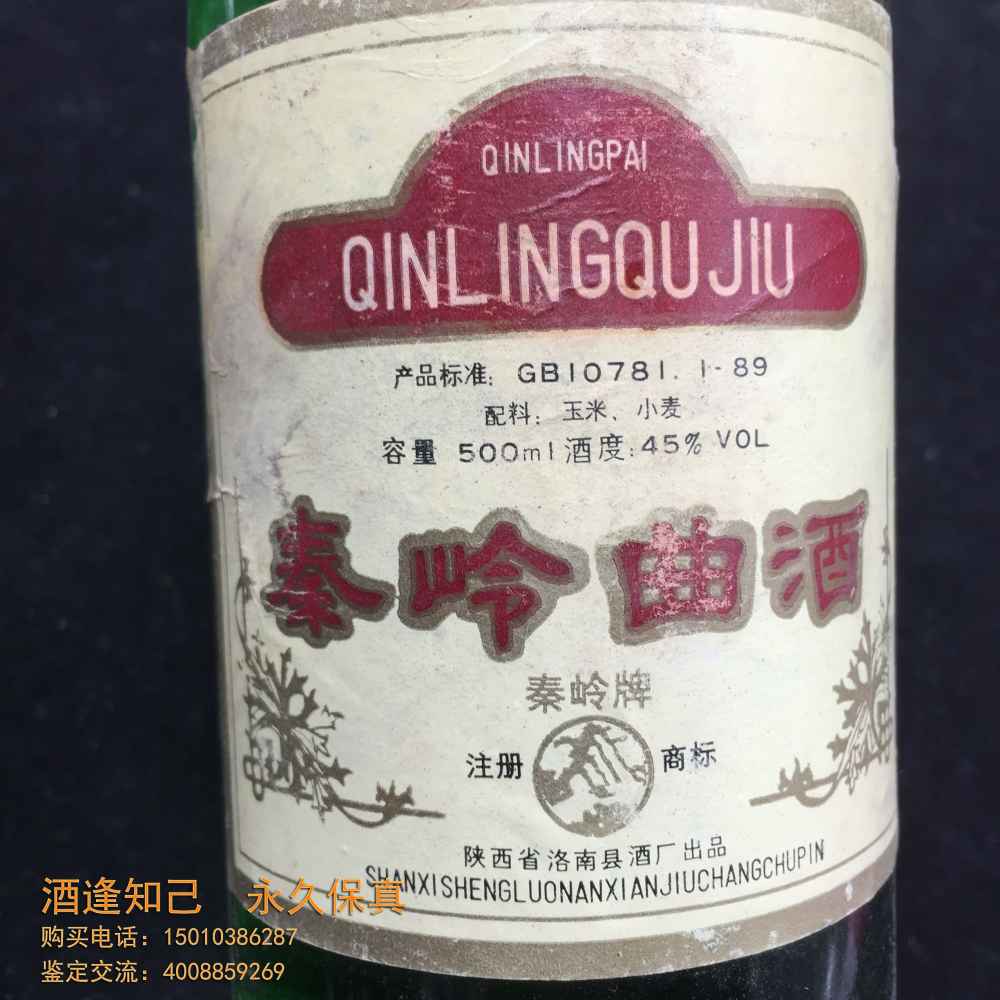 QINLINGPAI
QINLINGQUJIU
产品标准: GB10781.1-89
配料: 玉米、小麦
容量 500ml 酒度:45% VOL
秦岭曲酒
秦岭牌
注册 商标
陕西省洛南县酒厂出品
SHANXISHENGLUONANXIANJIUCHANGCHUPIN
酒逢知己 永久保真
购买电话：15010386287
鉴定交流：4008859269